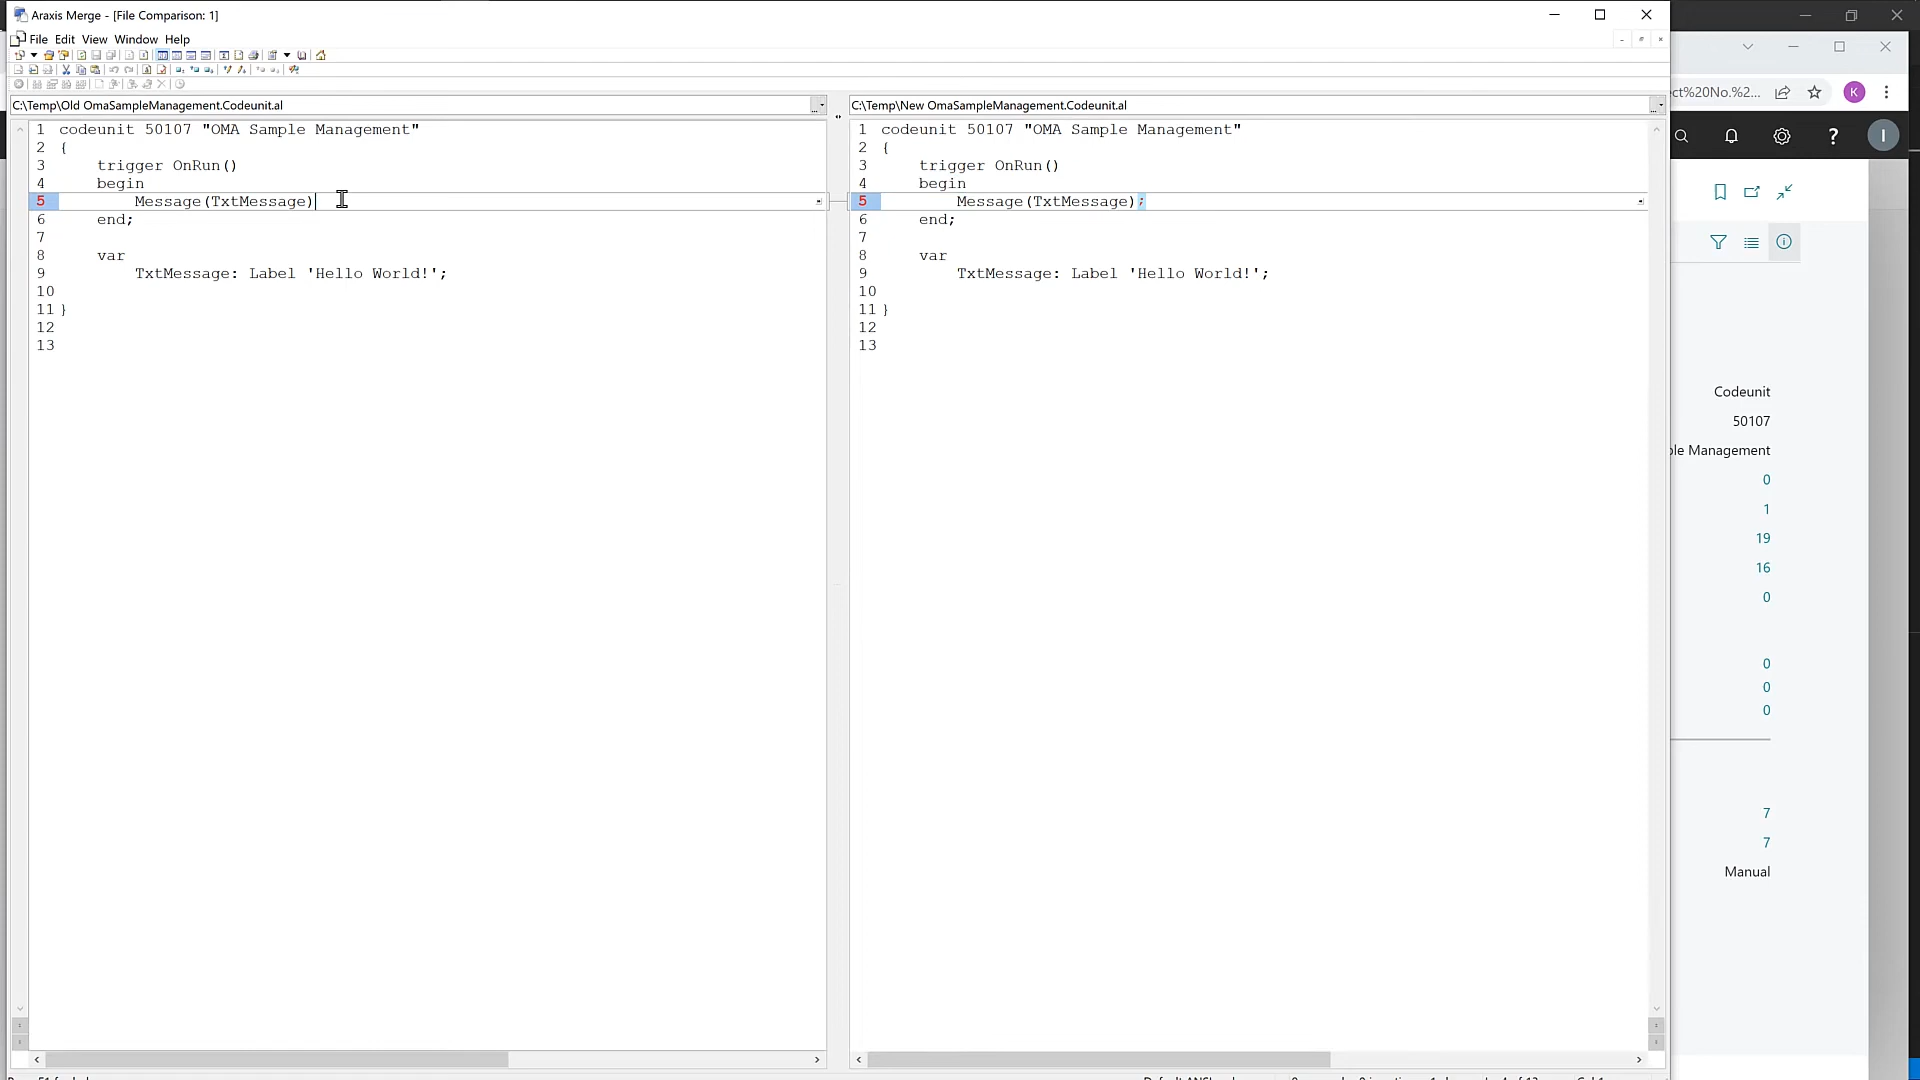 Araxis Merge - [File Comparison: 1]
File Edit View Window Help
C:\Temp\Old OmaSampleManagement.Codeunit.al
1 codeunit 50107 "OMA Sample Management"
2 {
3 trigger OnRun()
4 begin
5 Message(TxtMessage)
6 end;
7
8 var
9 TxtMessage: Label 'Hello World!';
10
11 }
12
13
C:\Temp\New OmaSampleManagement.Codeunit.al
1 codeunit 50107 "OMA Sample Management"
2 {
3 trigger OnRun()
4 begin
5 Message(TxtMessage);
6 end;
7
8 var
9 TxtMessage: Label 'Hello World!';
10
11 }
12
13
ect%20No.%2...
K
?
I
Codeunit
50107
ple Management
0
1
19
16
0
0
0
0
7
7
Manual